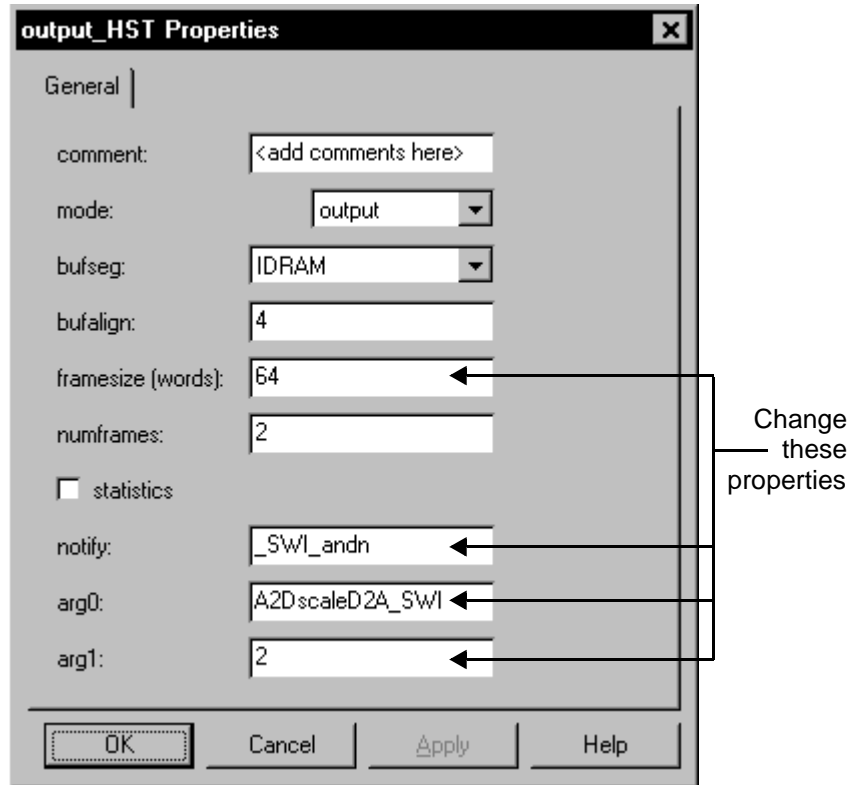 output_HST Properties
General
comment: <add comments here>
mode: output
bufseg: IDRAM
bufalign: 4
framesize (words): 64
numframes: 2
statistics
notify: _SWI_andn
arg0: A2DscaleD2A_SWI
arg1: 2
Change
these
properties
OK Cancel Apply Help